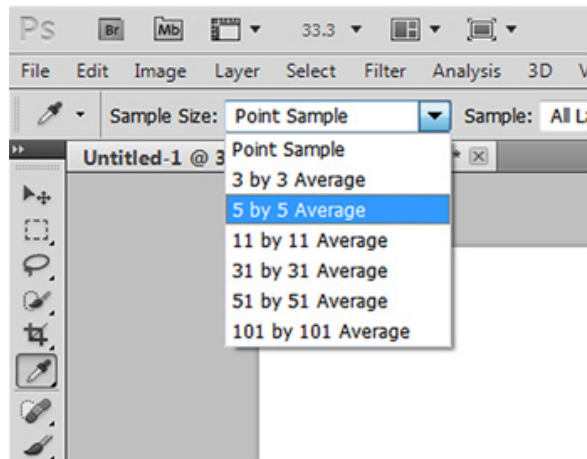 Ps Br Mb 33.3
File Edit Image Layer Select Filter Analysis 3D
Sample Size: Point Sample Sample: All
Untitled-1 @ 3 * 
Point Sample
3 by 3 Average
5 by 5 Average
11 by 11 Average
31 by 31 Average
51 by 51 Average
101 by 101 Average